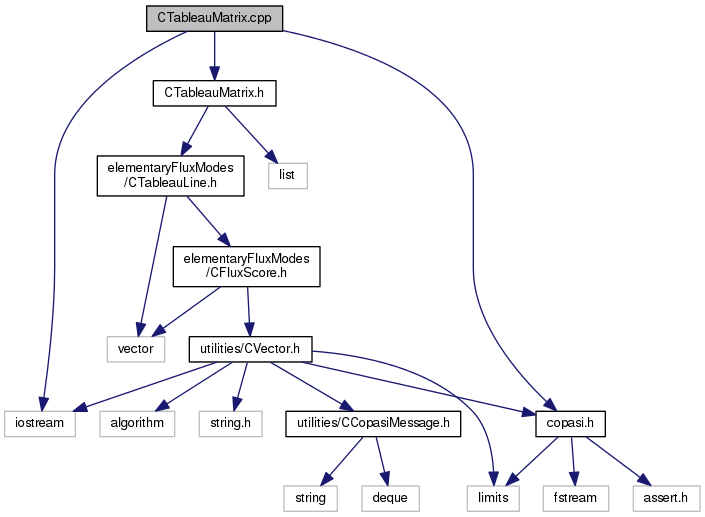 CTableauMatrix.cpp
CTableauMatrix.h
elementaryFluxModes
/CTableauLine.h
list
elementaryFluxModes
/CFluxScore.h
vector
utilities/CVector.h
iostream
algorithm
string.h
utilities/CCopasiMessage.h
copasi.h
string
deque
limits
fstream
assert.h